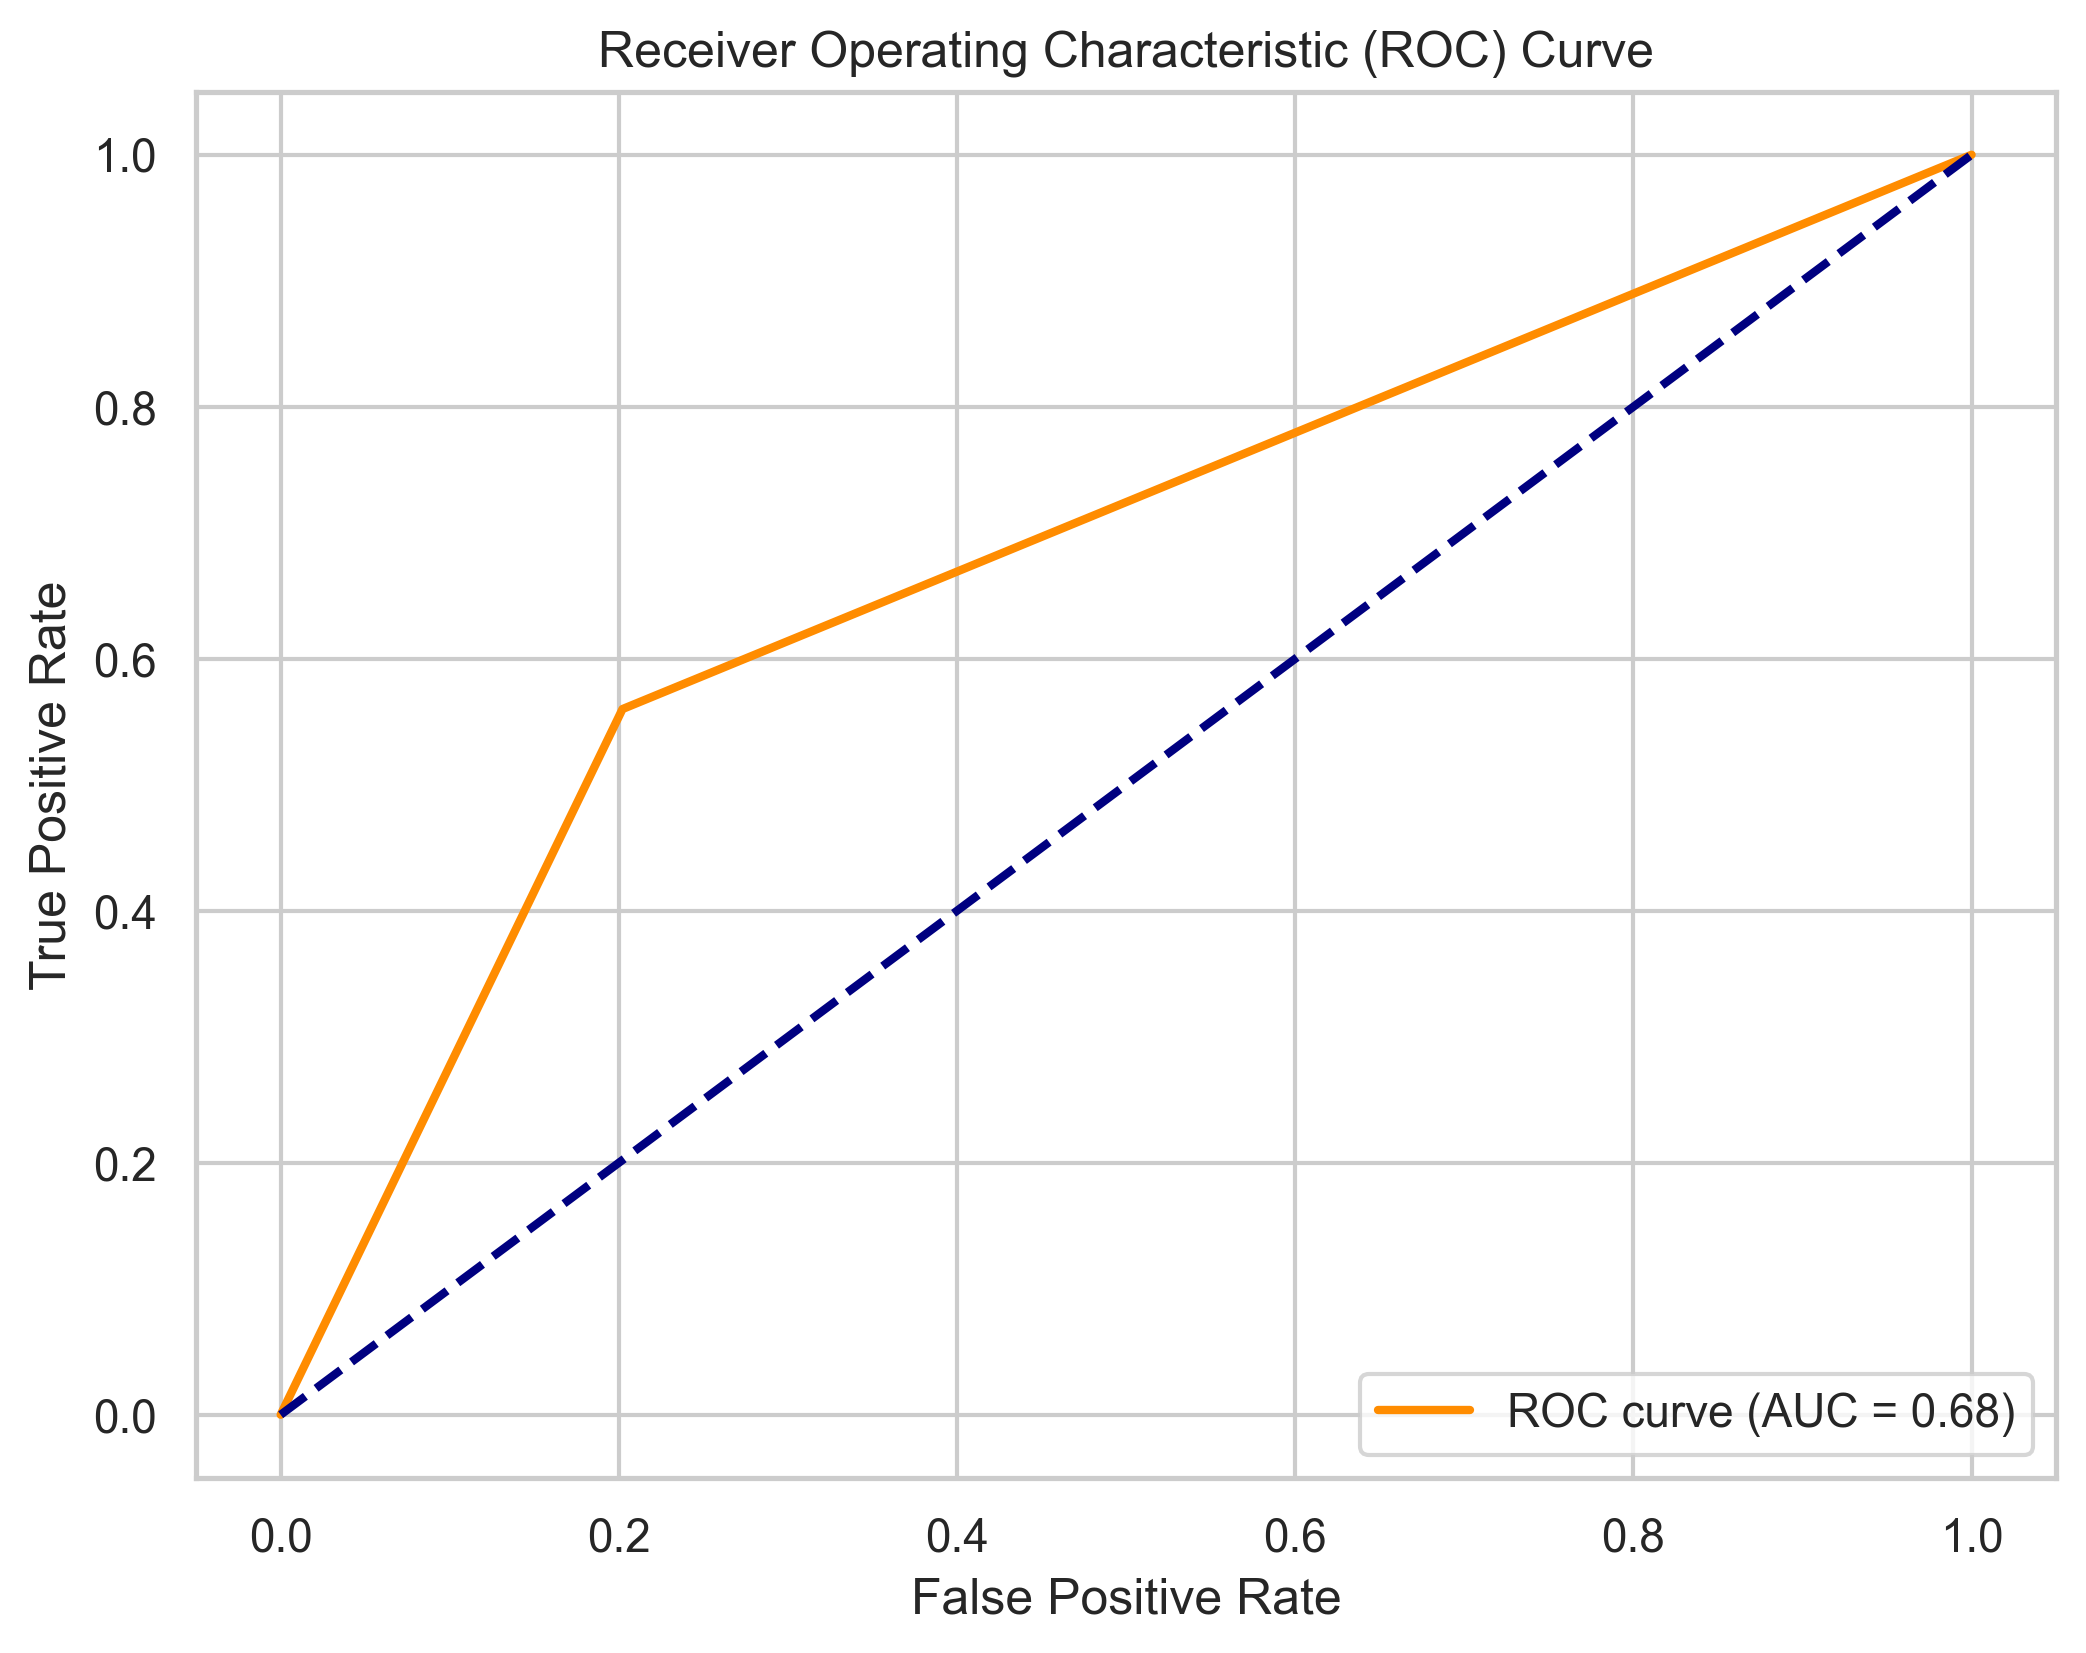 Receiver Operating Characteristic (ROC) Curve
True Positive Rate
1.0
0.8
0.6
0.4
0.2
0.0
ROC curve (AUC = 0.68)
0.0 0.2 0.4 0.6 0.8 1.0
False Positive Rate